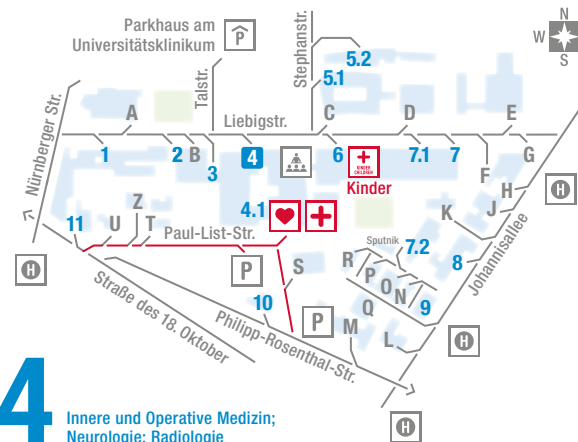 N
W
S
Parkhaus am
Universitätsklinikum
P
Stephanstr.
5.2
5.1
Talstr.
Nürnberger Str.
A
Liebigstr.
C
D
E
1
2
B
3
4
6
KINDER
CHILDREN
Kinder
7.1
7
F
G
H
H
J
K
4.1
Johannisallee
11
U
Z
T
Paul-List-Str.
H
P
S
R
Sputnik
7.2
P
O
N
Q
9
8
10
P
M
L
H
Straße des 18. Oktober
Philipp-Rosenthal-Str.
H
4
Innere und Operative Medizin;
Neurologie; Radiologie